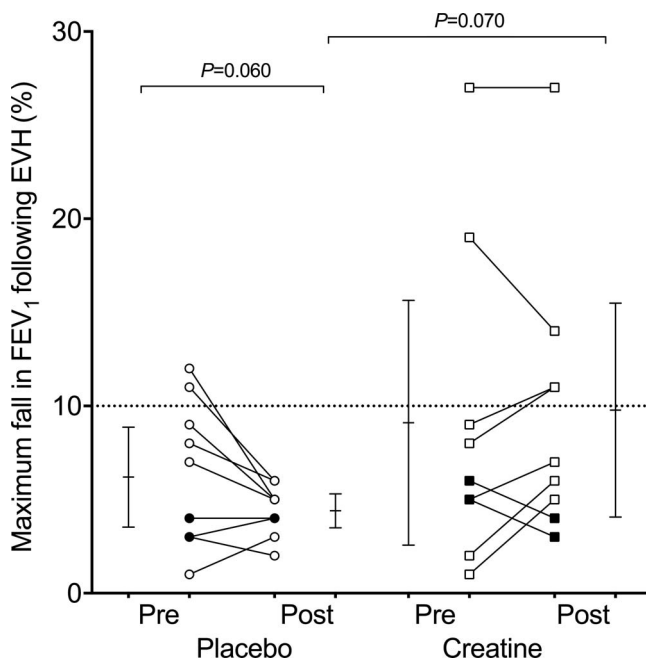 Maximum fall in FEV₁ following EVH (%)
30
20
10
0
P=0.060
P=0.070
Pre
Post
Pre
Post
Placebo
Creatine